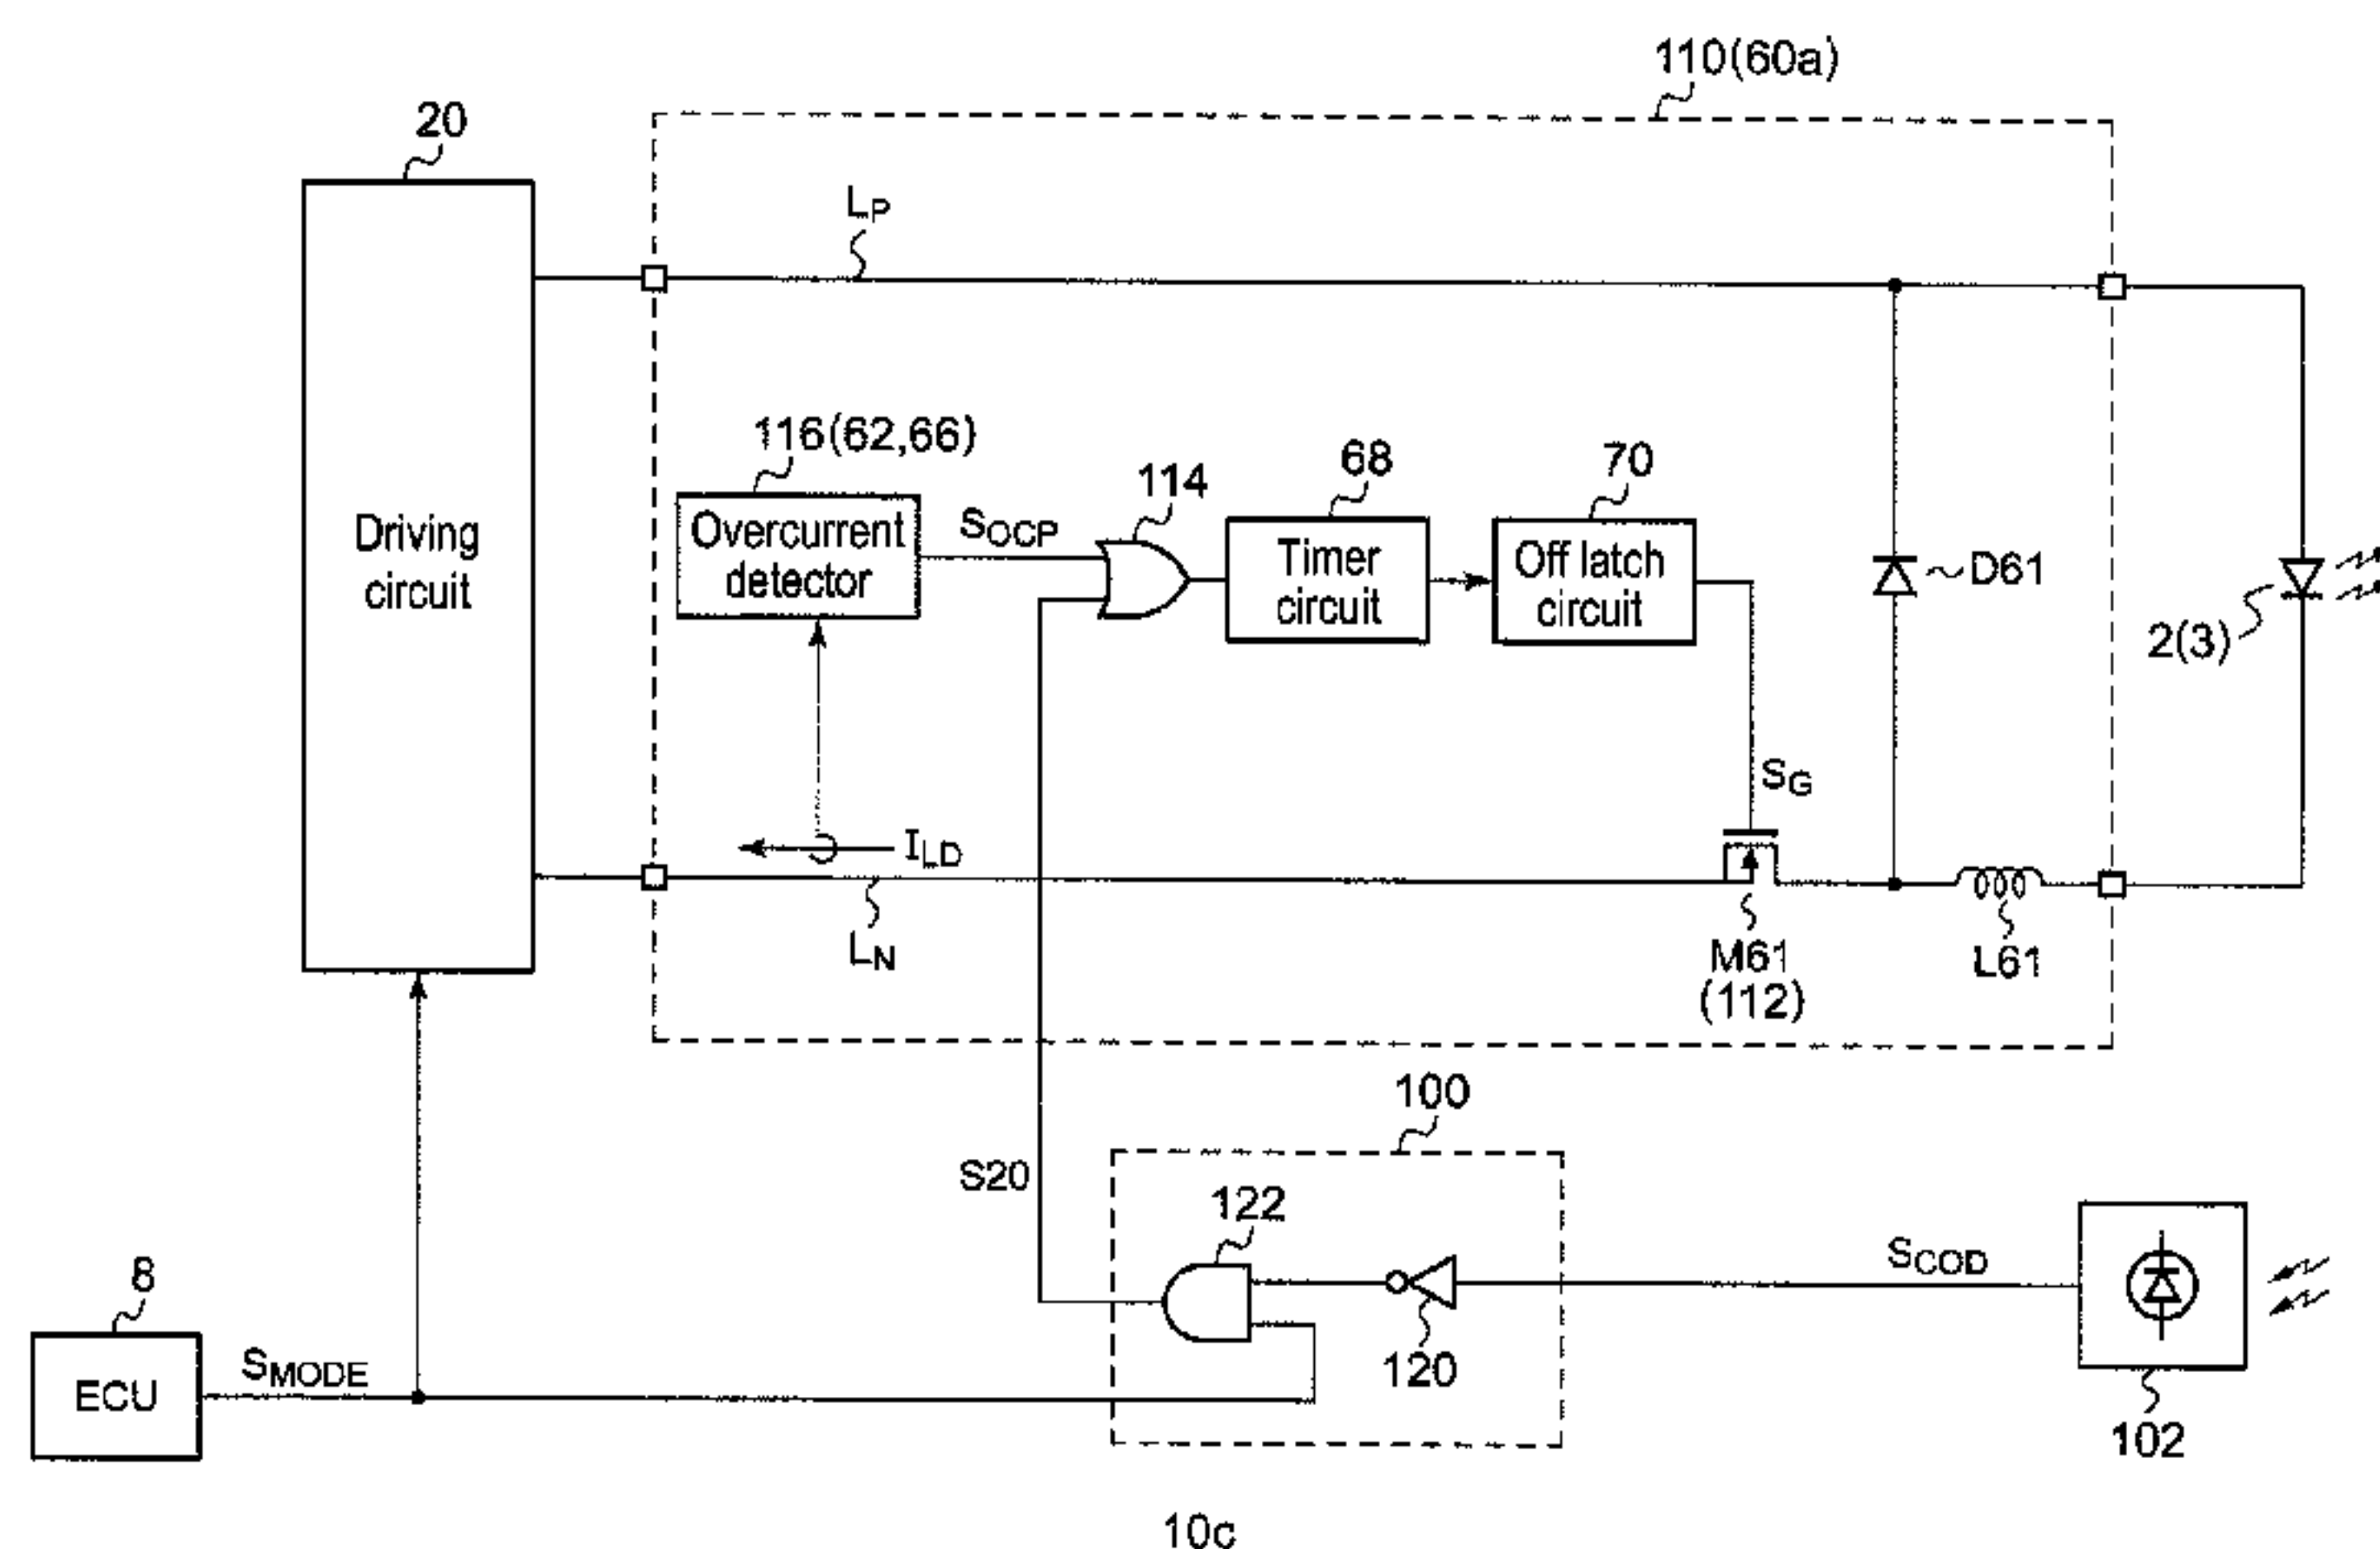 110(60a)
20
LP
116(62,66)
114
68
70
Driving
circuit
Overcurrent
detector
SOCP
Timer
circuit
Off latch
circuit
D61
2(3)
SG
ILD
LN
M61
(112)
L61
100
S20
122
SCOD
8
120
ECU
SMODE
102
10c